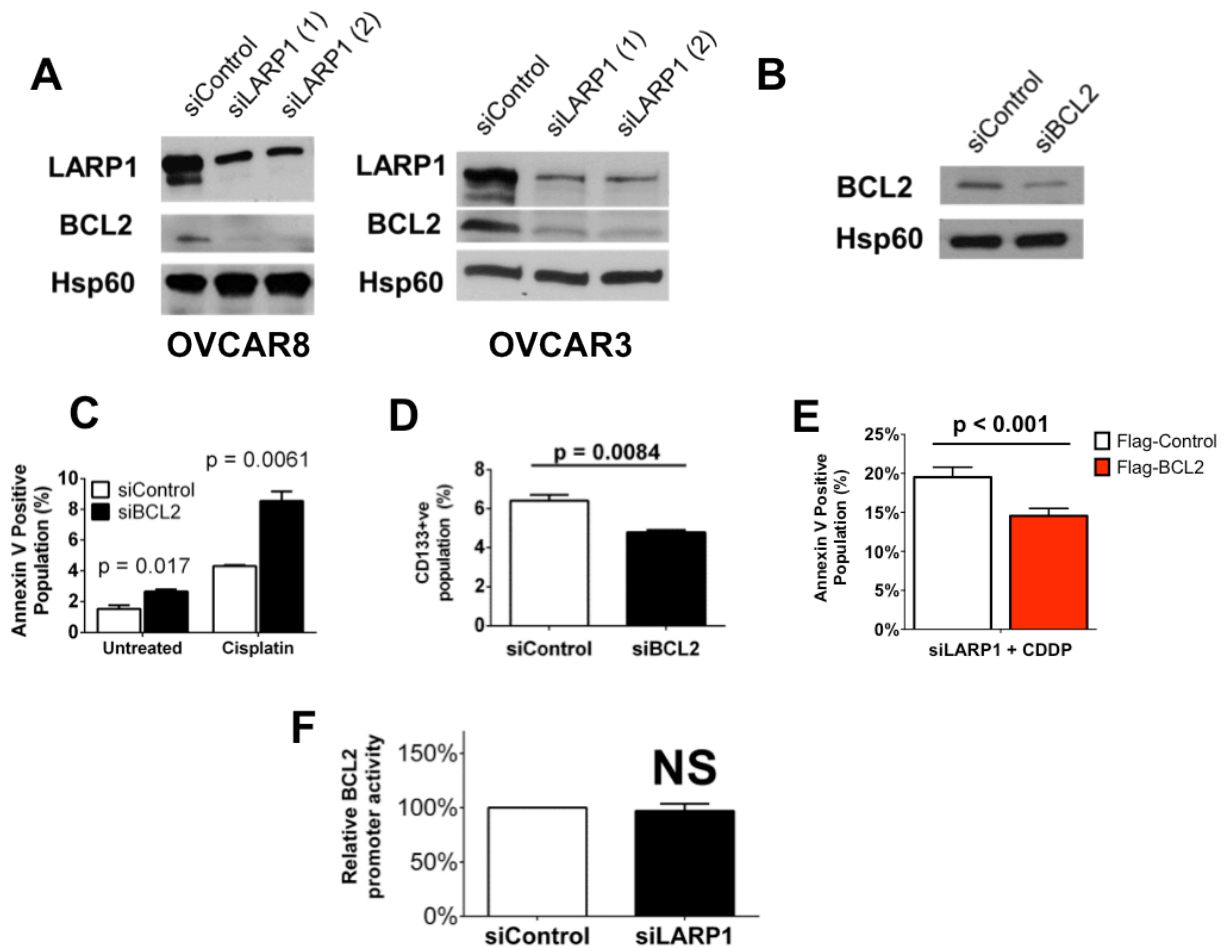 A
siControl
siLARP1 (1)
siLARP1 (2)
LARP1
BCL2
Hsp60
OVCAR8
siControl
siLARP1 (1)
siLARP1 (2)
LARP1
BCL2
Hsp60
OVCAR3
B
siControl
siBCL2
BCL2
Hsp60
C
Annexin V Positive
Population (%)
10
8
6
4
2
0
siControl
siBCL2
p = 0.017
p = 0.0061
Untreated
Cisplatin
D
CD133+ve
population (%)
8
6
4
2
0
p = 0.0084
siControl
siBCL2
E
Annexin V Positive
Population (%)
25%
20%
15%
10%
5%
0%
p < 0.001
Flag-Control
Flag-BCL2
siLARP1 + CDDP
F
Relative BCL2
promoter activity
150%
100%
50%
0%
NS
siControl
siLARP1